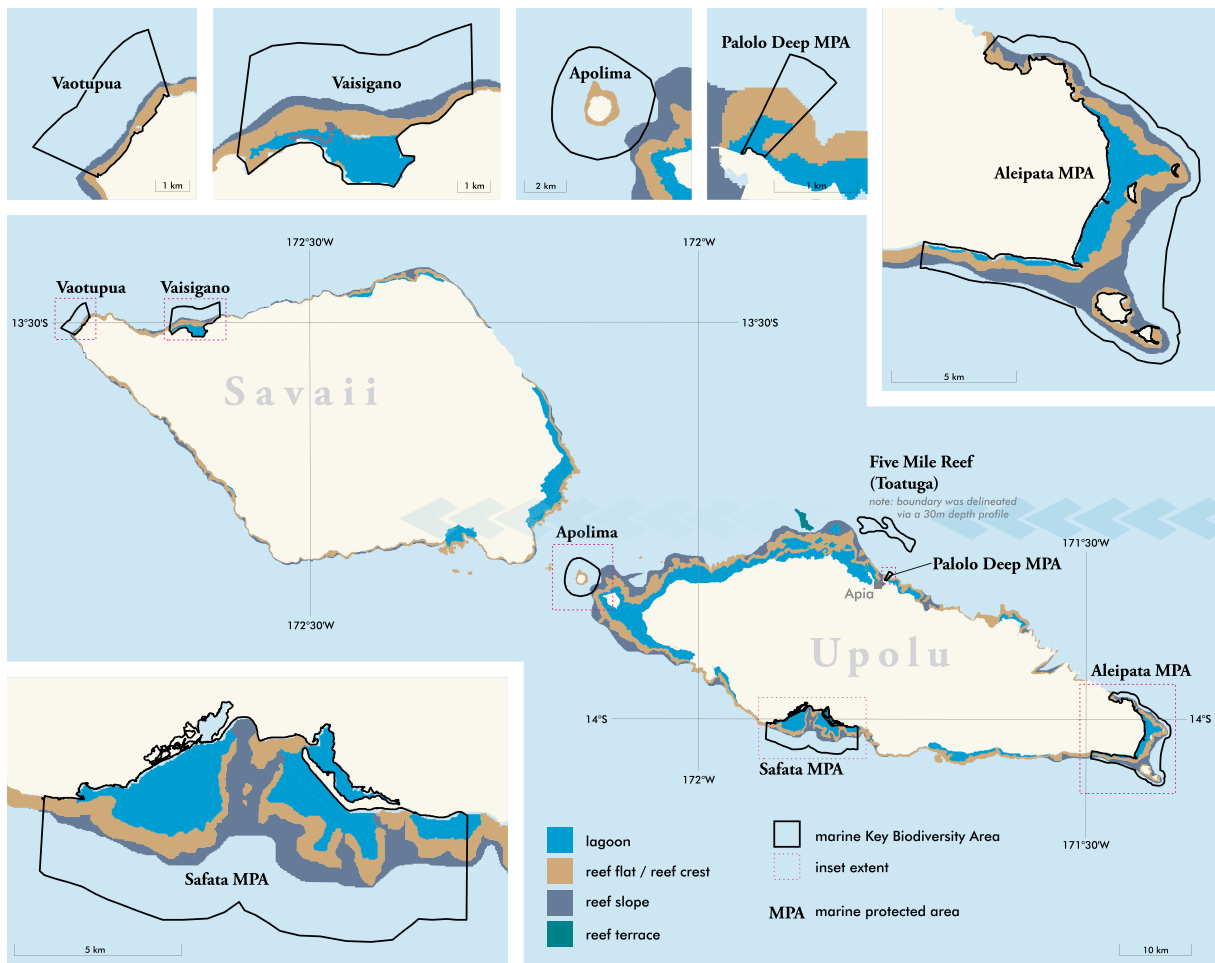 Vaotupua
1 km
Vaisigano
1 km
Apolima
2 km
Palolo Deep MPA
1 km
Aleipata MPA
5 km
172°30'W
172°W
Vaotupua
Vaisigano
13°30'S
13°30'S
Savaii
Five Mile Reef
(Toatuga)
note: boundary was delineated
via a 30m depth profile
Apolima
171°30'W
Palolo Deep MPA
Apia
172°30'W
Upolu
Aleipata MPA
14°S
14°S
Safata MPA
172°W
171°30'W
Safata MPA
5 km
lagoon
reef flat / reef crest
reef slope
reef terrace
marine Key Biodiversity Area
inset extent
MPA marine protected area
10 km